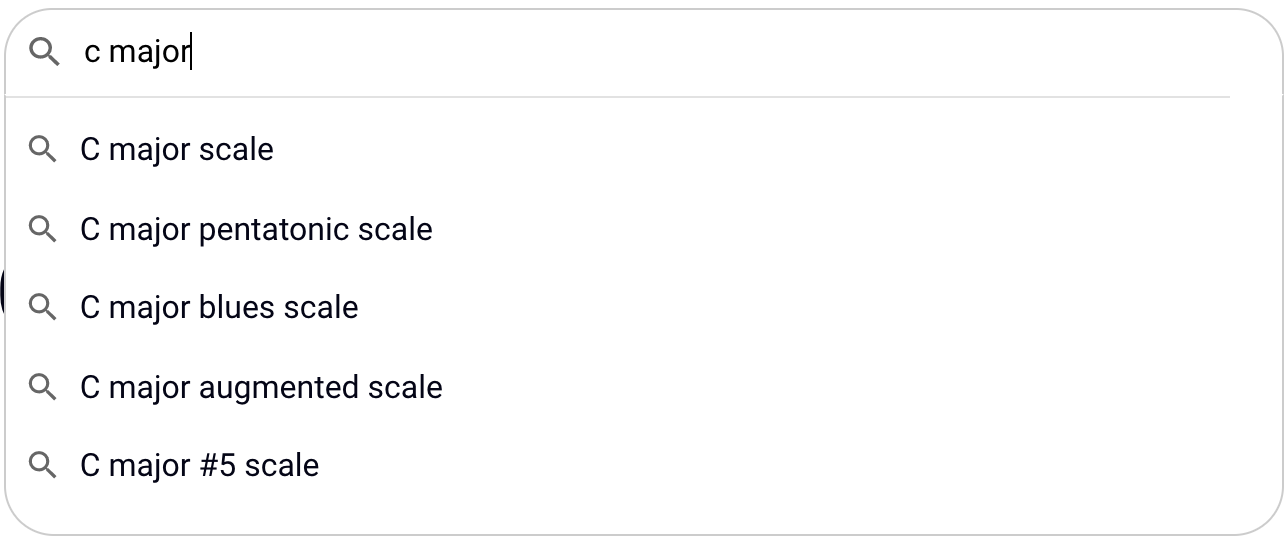 c major
C major scale
C major pentatonic scale
C major blues scale
C major augmented scale
C major #5 scale